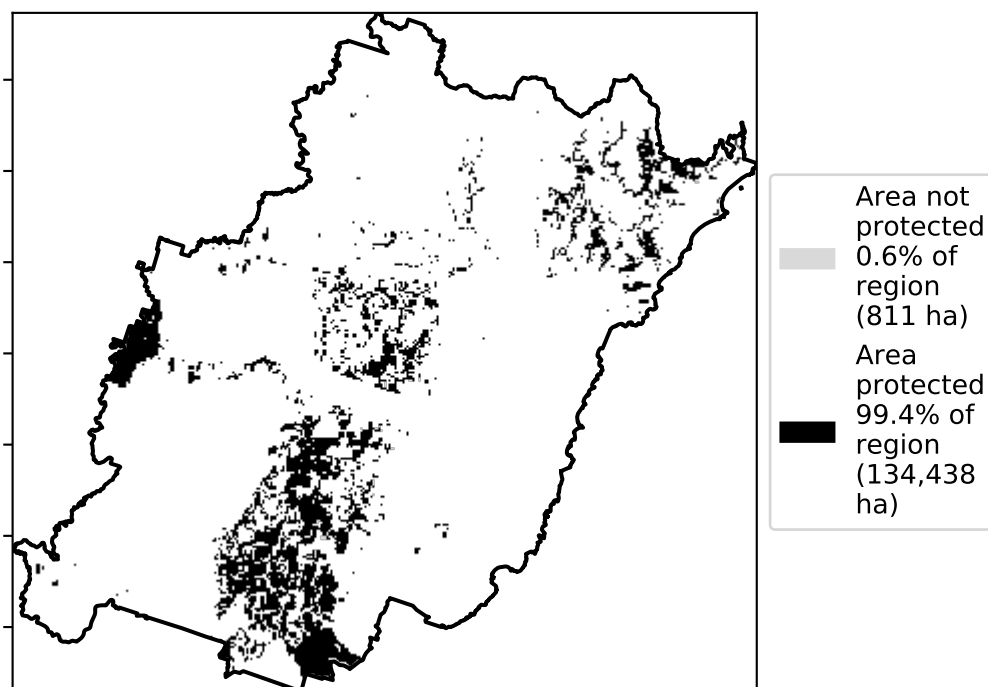 Area not
protected
0.6% of
region
(811 ha)
Area
protected
99.4% of
region
(134,438
ha)